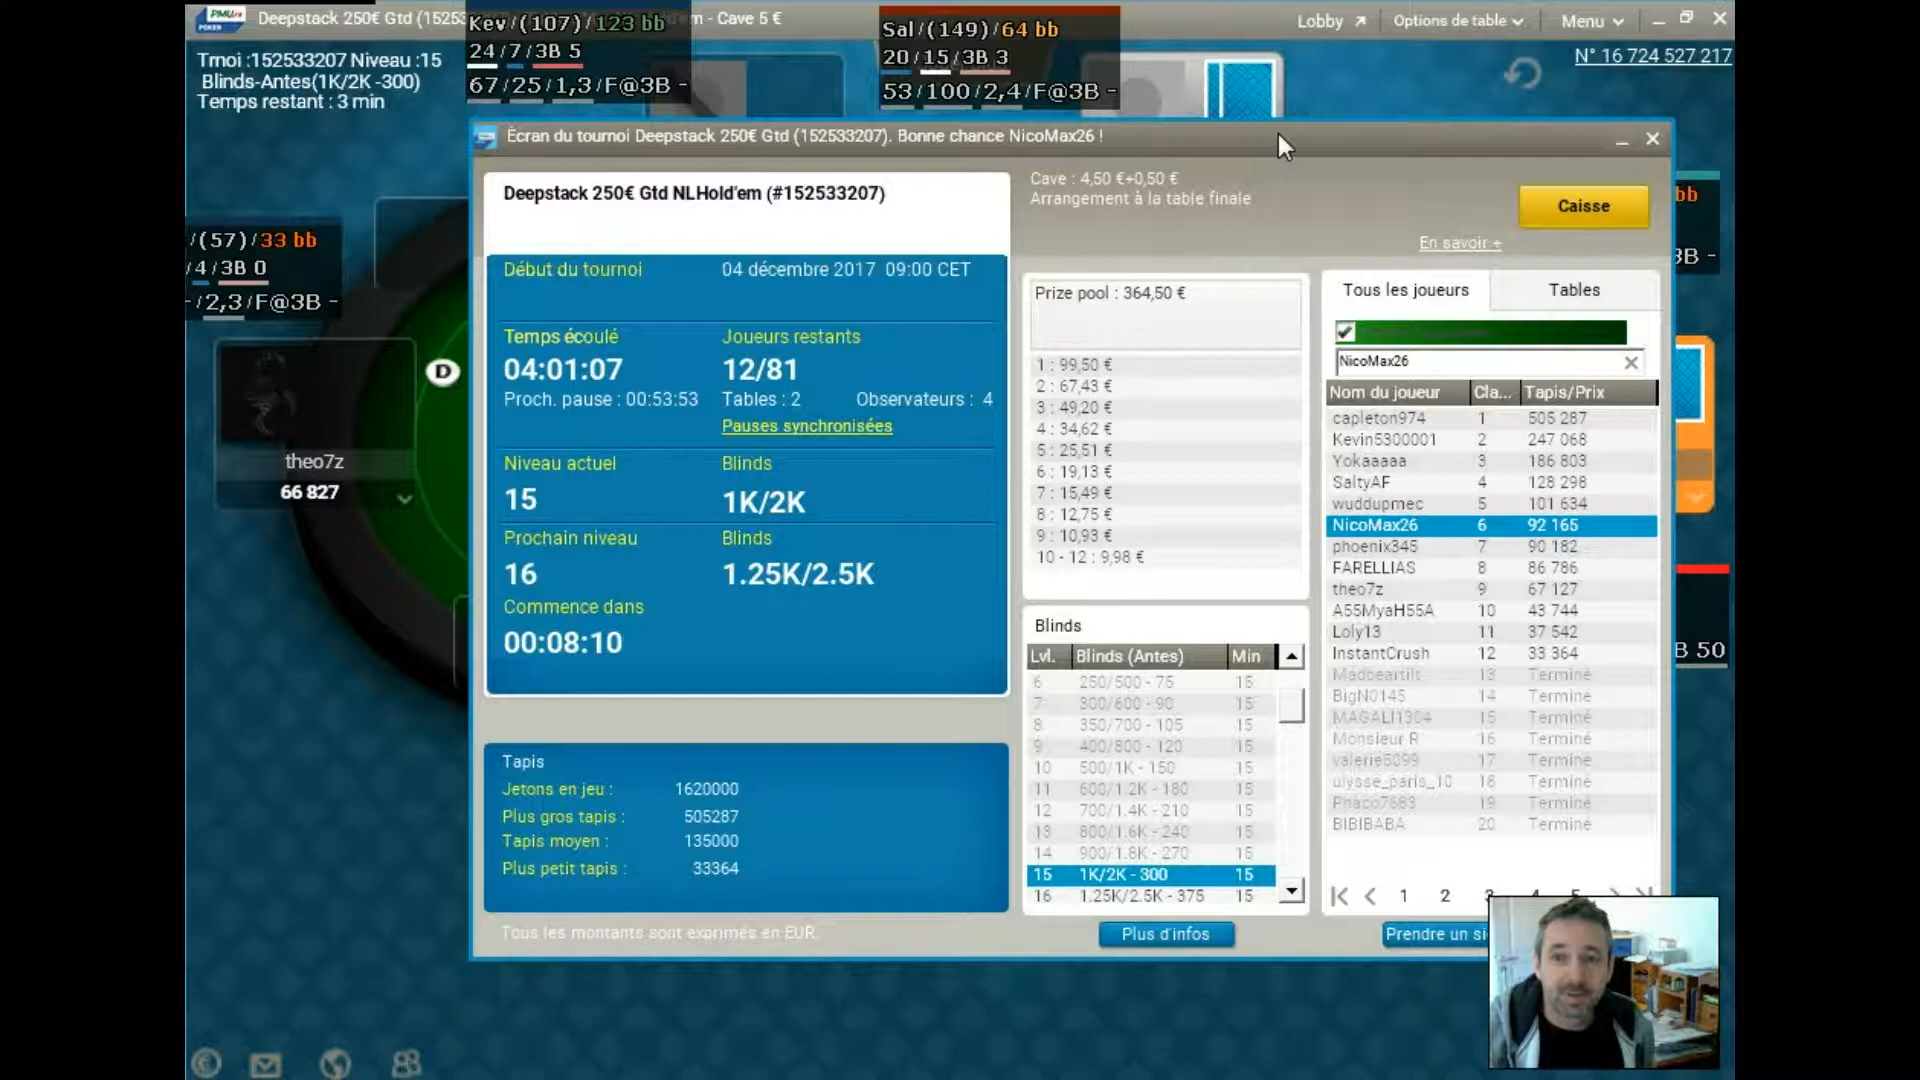 PMU.fr
POKER
Deepstack 250€ Gtd (1525
'em - Cave 5 €
Lobby
Options de table
Menu
Trnoi :152533207 Niveau :15
Blinds-Antes(1K/2K -300)
Temps restant : 3 min
N° 16 724 527 217
Kev/(107)/123 bb
24/7/3B 5
67/25/1,3/F@3B -
Sal/(149)/64 bb
20/15/3B 3
53/100/2,4/F@3B -
/(57)/33 bb
/4/3B 0
-/2,3/F@3B -
bb
3B -
B 50
D
theo7z
66 827
Écran du tournoi Deepstack 250€ Gtd (152533207). Bonne chance NicoMax26 !
Deepstack 250€ Gtd NLHold'em (#152533207)
Cave : 4,50 €+0,50 €
Arrangement à la table finale
Caisse
En savoir +
Début du tournoi
04 décembre 2017 09:00 CET
Temps écoulé
Joueurs restants
04:01:07
12/81
Proch. pause : 00:53:53
Tables : 2
Observateurs : 4
Pauses synchronisées
Niveau actuel
Blinds
15
1K/2K
Prochain niveau
Blinds
16
1.25K/2.5K
Commence dans
00:08:10
Tapis
Jetons en jeu : 1620000
Plus gros tapis : 505287
Tapis moyen : 135000
Plus petit tapis : 33364
Tous les montants sont exprimés en EUR.
Prize pool : 364,50 €
1 : 99,50 €
2 : 67,43 €
3 : 49,20 €
4 : 34,62 €
5 : 25,51 €
6 : 19,13 €
7 : 15,49 €
8 : 12,75 €
9 : 10,93 €
10 - 12 : 9,98 €
Blinds
Lvl. Blinds (Antes) Min
6 250/500 - 75 15
7 300/600 - 90 15
8 350/700 - 105 15
9 400/800 - 120 15
10 500/1K - 150 15
11 600/1.2K - 180 15
12 700/1.4K - 210 15
13 800/1.6K - 240 15
14 900/1.8K - 270 15
15 1K/2K - 300 15
16 1.25K/2.5K - 375 15
Plus d'infos
Tous les joueurs
Tables
NicoMax26
Nom du joueur Cla... Tapis/Prix
capleton974 1 505 287
Kevin5300001 2 247 068
Yokaaaaa 3 186 803
SaltyAF 4 128 298
wuddupmec 5 101 634
NicoMax26 6 92 165
phoenix345 7 90 182
FARELLIAS 8 86 786
theo7z 9 67 127
A55MyaH55A 10 43 744
Loly13 11 37 542
InstantCrush 12 33 364
Madbeartilt 13 Terminé
BigN0145 14 Terminé
MAGALI1304 15 Terminé
Monsieur R 16 Terminé
valerie5099 17 Terminé
ulysse_paris_10 18 Terminé
Phaco7683 19 Terminé
BIBIBABA 20 Terminé
1 2 3 4 5
Prendre un si